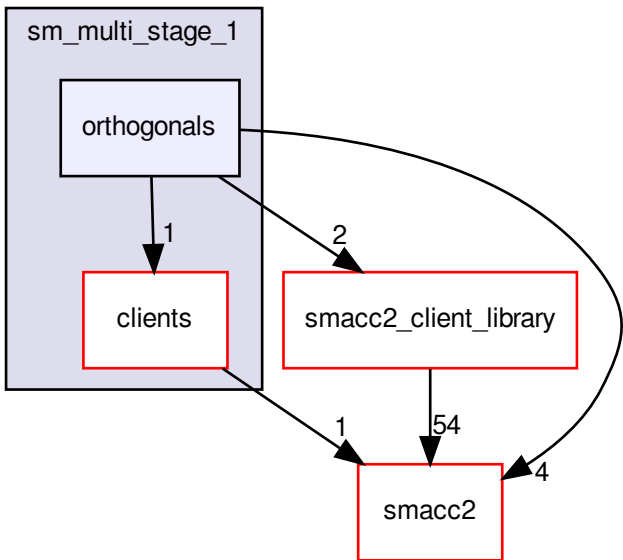 sm_multi_stage_1
orthogonals
1
2
clients
smacc2_client_library
1
54
4
smacc2